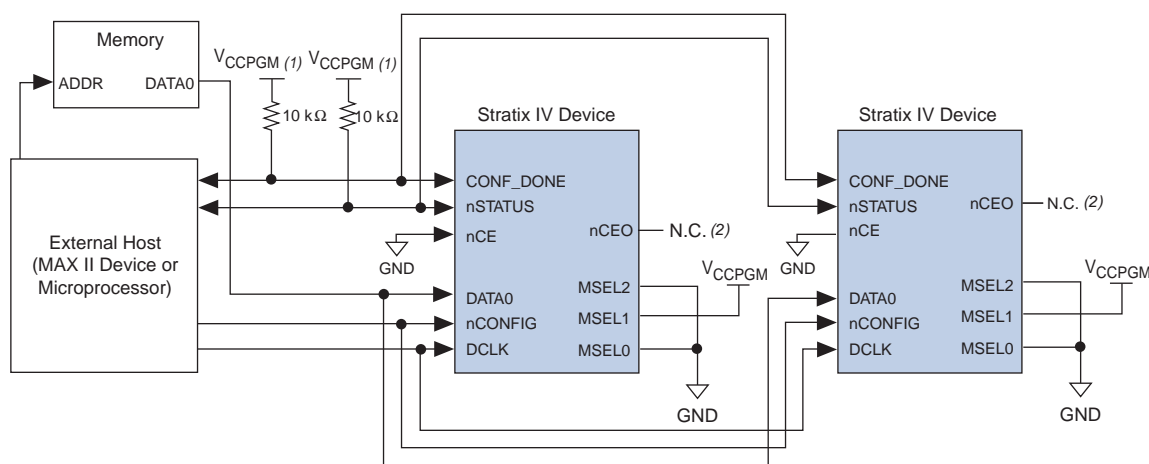 Memory
ADDR DATA0
VCCPGM (1) VCCPGM (1)
10 kΩ 10 kΩ
External Host
(MAX II Device or
Microprocessor)
Stratix IV Device
CONF_DONE
nSTATUS
nCE
GND
DATA0
nCONFIG
DCLK
nCEO N.C. (2)
VCCPGM
MSEL2
MSEL1
MSEL0
GND
Stratix IV Device
CONF_DONE
nSTATUS
nCE
GND
DATA0
nCONFIG
DCLK
nCEO N.C. (2)
VCCPGM
MSEL2
MSEL1
MSEL0
GND